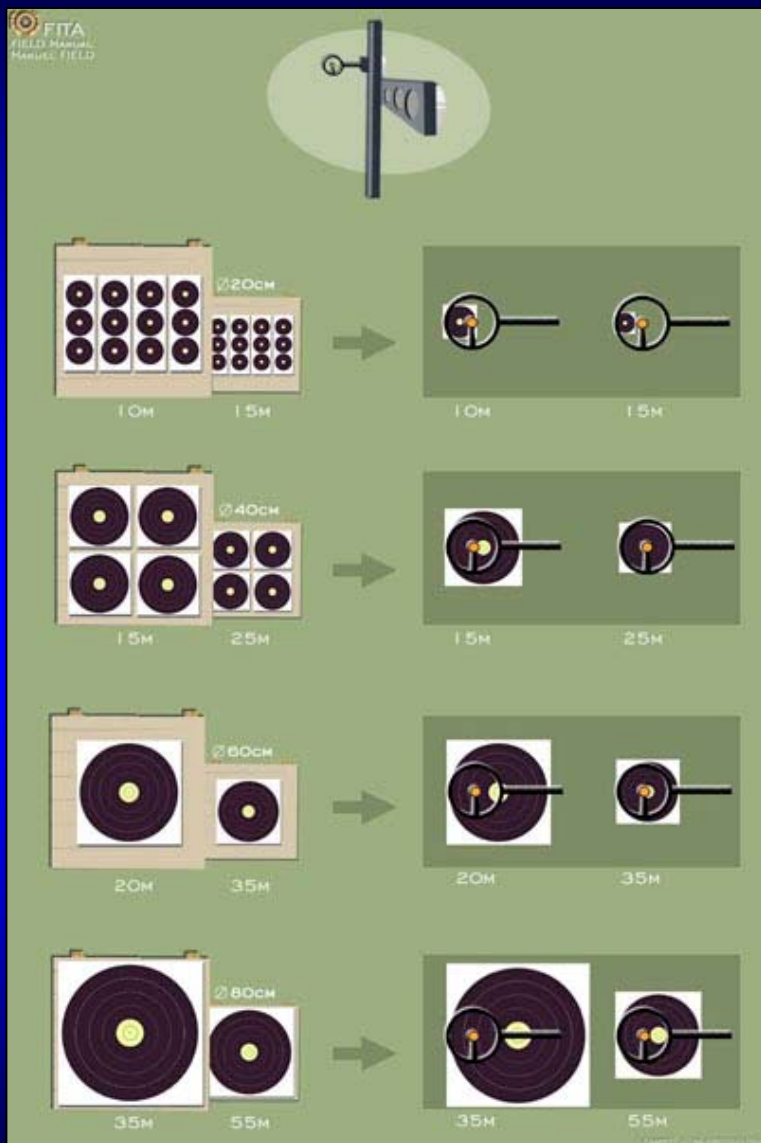 FITA
FIELD MANUAL
MANUEL FIELD
Ø20CM
10M 15M 10M 15M
Ø40CM
15M 25M 15M 25M
Ø60CM
20M 35M 20M 35M
Ø80CM
35M 55M 35M 55M